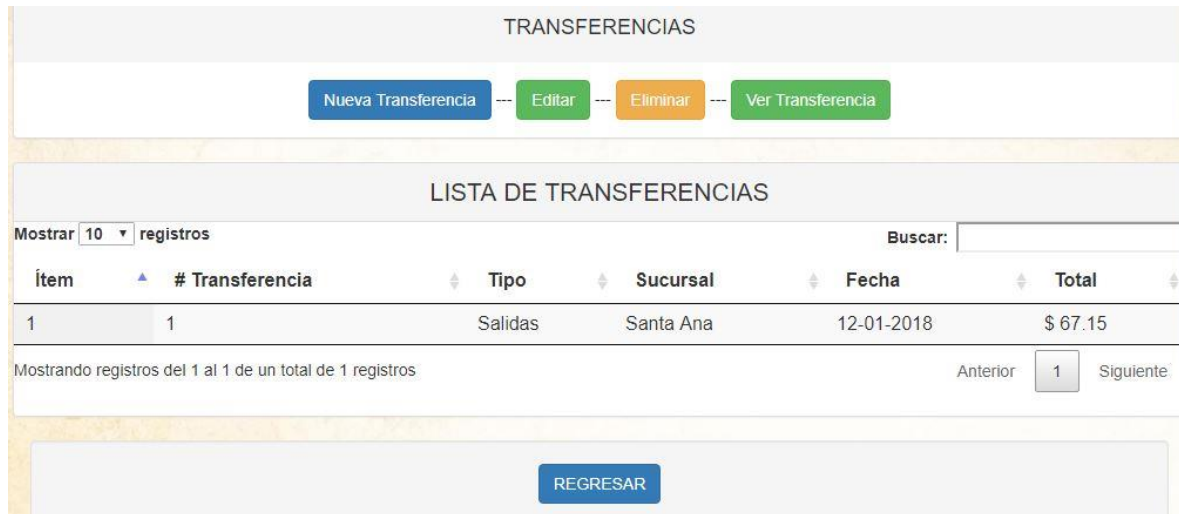 TRANSFERENCIAS
Nueva Transferencia --- Editar --- Eliminar --- Ver Transferencia
LISTA DE TRANSFERENCIAS
Mostrar 10 registros Buscar:
Ítem # Transferencia Tipo Sucursal Fecha Total
1 1 Salidas Santa Ana 12-01-2018 $ 67.15
Mostrando registros del 1 al 1 de un total de 1 registros Anterior 1 Siguiente
REGRESAR